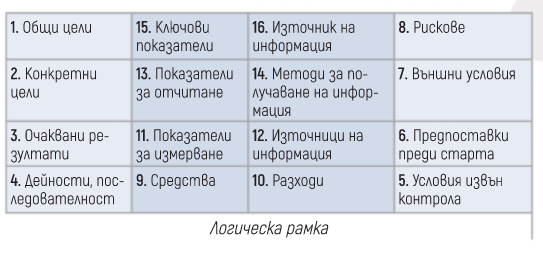 1. Общи цели
15. Ключови
показатели
16. Източник на
информация
8. Рискове
2. Конкретни
цели
13. Показатели
за отчитане
14. Методи за по-
лучаване на инфор-
мация
7. Външни условия
3. Очаквани ре-
зултати
11. Показатели
за измерване
12. Източници на
информация
6. Предпоставки
преди старта
4. Дейности, пос-
ледователност
9. Средства
10. Разходи
5. Условия извън
контрола
Логическа рамка